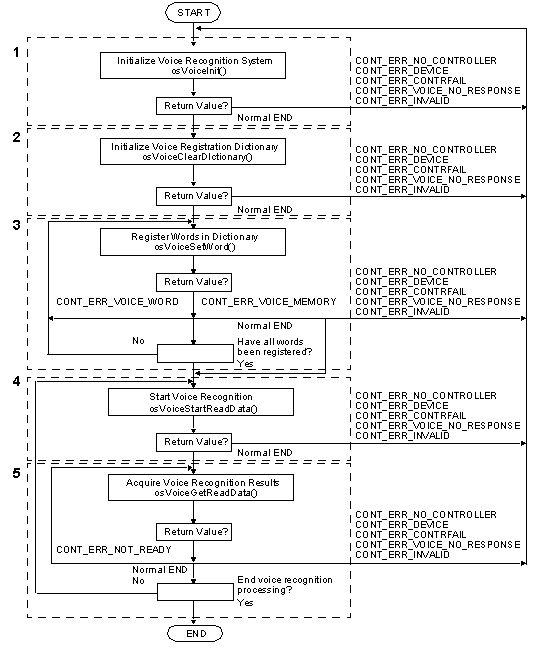 START
1
Initialize Voice Recognition System
osVoiceInit()
Return Value?
Normal END
CONT_ERR_NO_CONTROLLER
CONT_ERR_DEVICE
CONT_ERR_CONTRFAIL
CONT_ERR_VOICE_NO_RESPONSE
CONT_ERR_INVALID
2
Initialize Voice Registration Dictionary
osVoiceClearDictionary()
Return Value?
Normal END
CONT_ERR_NO_CONTROLLER
CONT_ERR_DEVICE
CONT_ERR_CONTRFAIL
CONT_ERR_VOICE_NO_RESPONSE
CONT_ERR_INVALID
3
Register Words in Dictionary
osVoiceSetWord()
Return Value?
CONT_ERR_VOICE_WORD
CONT_ERR_VOICE_MEMORY
Normal END
CONT_ERR_NO_CONTROLLER
CONT_ERR_DEVICE
CONT_ERR_CONTRFAIL
CONT_ERR_VOICE_NO_RESPONSE
CONT_ERR_INVALID
No
Have all words
been registered?
Yes
4
Start Voice Recognition
osVoiceStartReadData()
Return Value?
Normal END
CONT_ERR_NO_CONTROLLER
CONT_ERR_DEVICE
CONT_ERR_CONTRFAIL
CONT_ERR_VOICE_NO_RESPONSE
CONT_ERR_INVALID
5
Acquire Voice Recognition Results
osVoiceGetReadData()
Return Value?
CONT_ERR_NOT_READY
CONT_ERR_NO_CONTROLLER
CONT_ERR_DEVICE
CONT_ERR_CONTRFAIL
CONT_ERR_VOICE_NO_RESPONSE
CONT_ERR_INVALID
Normal END
No
End voice recognition
processing?
Yes
END